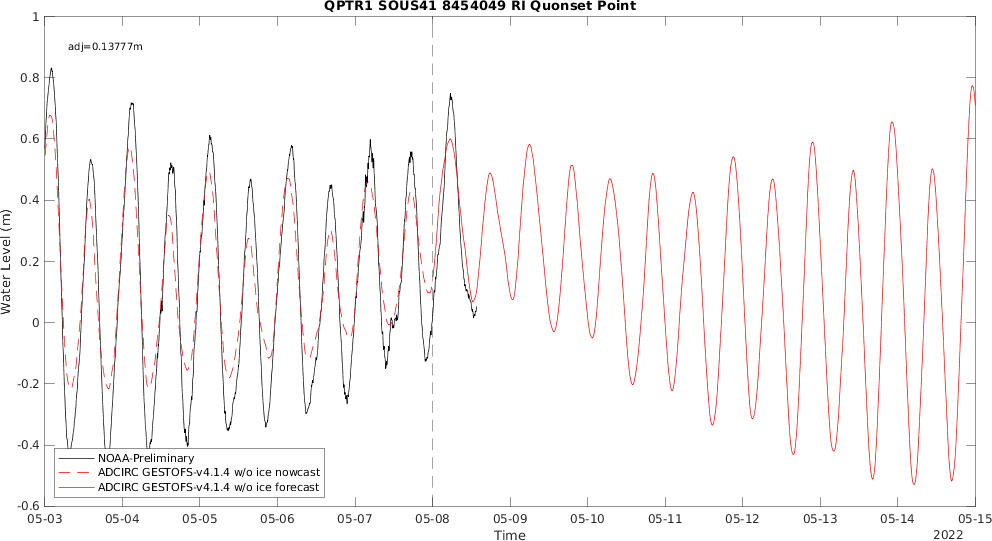 QPTR1 SOUS41 8454049 RI Quonset Point
adj=0.13777m
1
0.8
0.6
0.4
0.2
0
-0.2
-0.4
-0.6
Water Level (m)
NOAA-Preliminary
ADCIRC GESTOFS-v4.1.4 w/o ice nowcast
ADCIRC GESTOFS-v4.1.4 w/o ice forecast
05-03 05-04 05-05 05-06 05-07 05-08 05-09 05-10 05-11 05-12 05-13 05-14 05-15
Time
2022